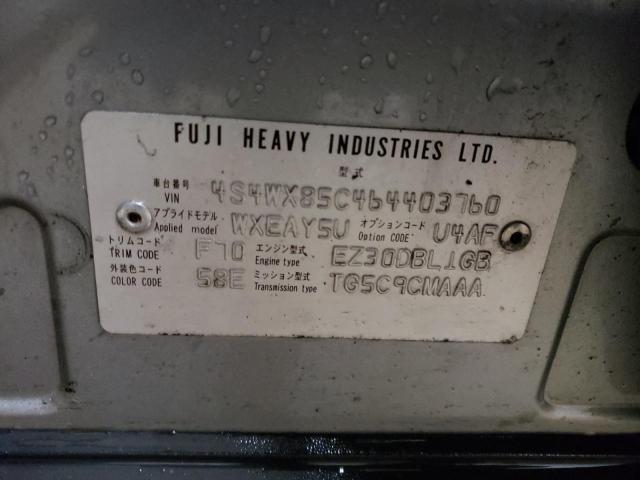 FUJI HEAVY INDUSTRIES LTD.
型式
車台番号 VIN 4S4WX85C464403760
アプライドモデル Applied model WXEAY5U オプションコード Option CODE U4AF
トリムコード TRIM CODE F70 エンジン型式 Engine type EZ30DBL1GB
外装色コード COLOR CODE 58E ミッション型式 Transmission type TG5C9CMAAA